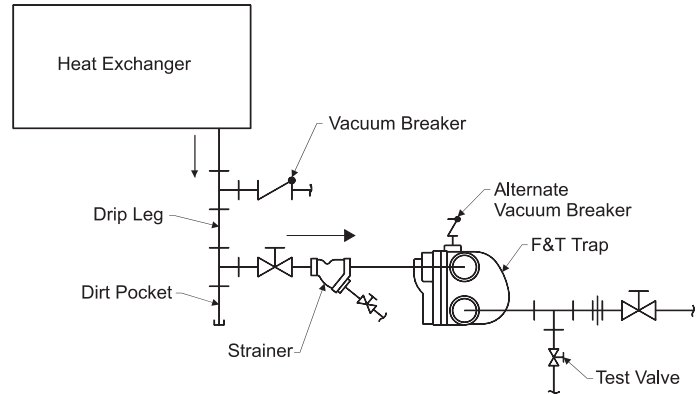 Heat Exchanger
Vacuum Breaker
Alternate
Vacuum Breaker
Drip Leg
F&T Trap
Dirt Pocket
Strainer
Test Valve